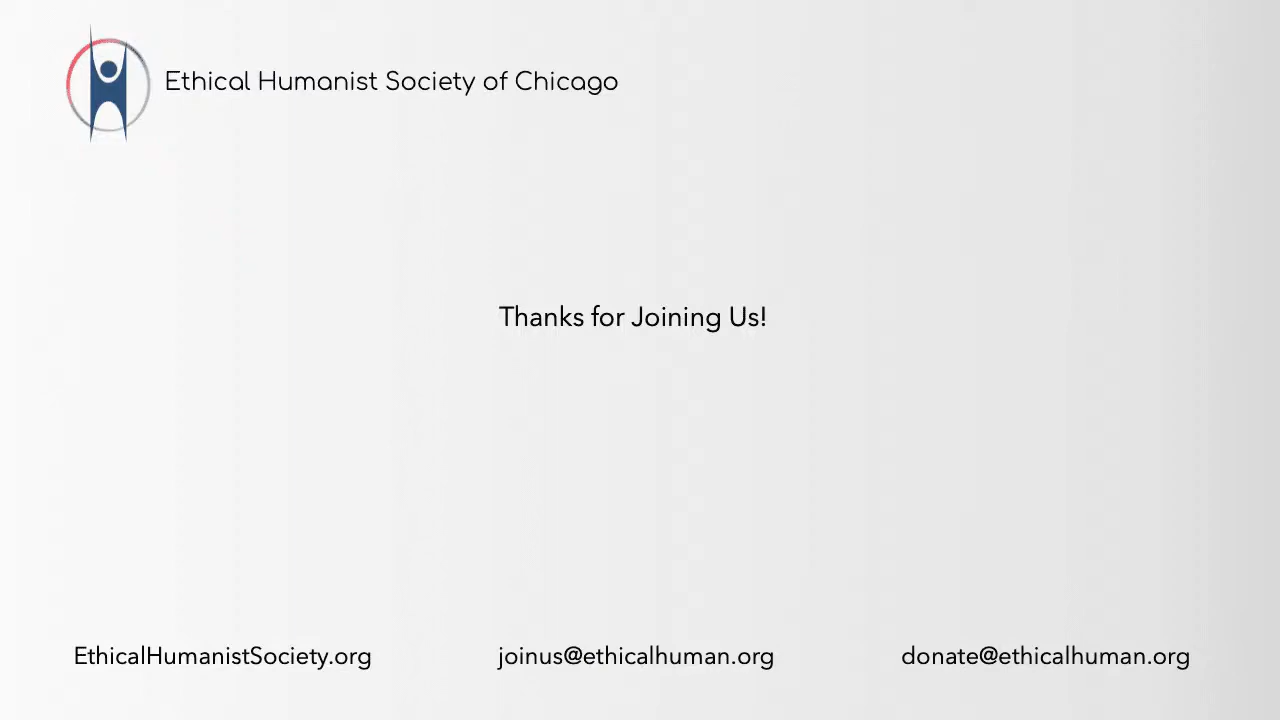 Ethical Humanist Society of Chicago
Thanks for Joining Us!
EthicalHumanistSociety.org
joinus@ethicalhuman.org
donate@ethicalhuman.org